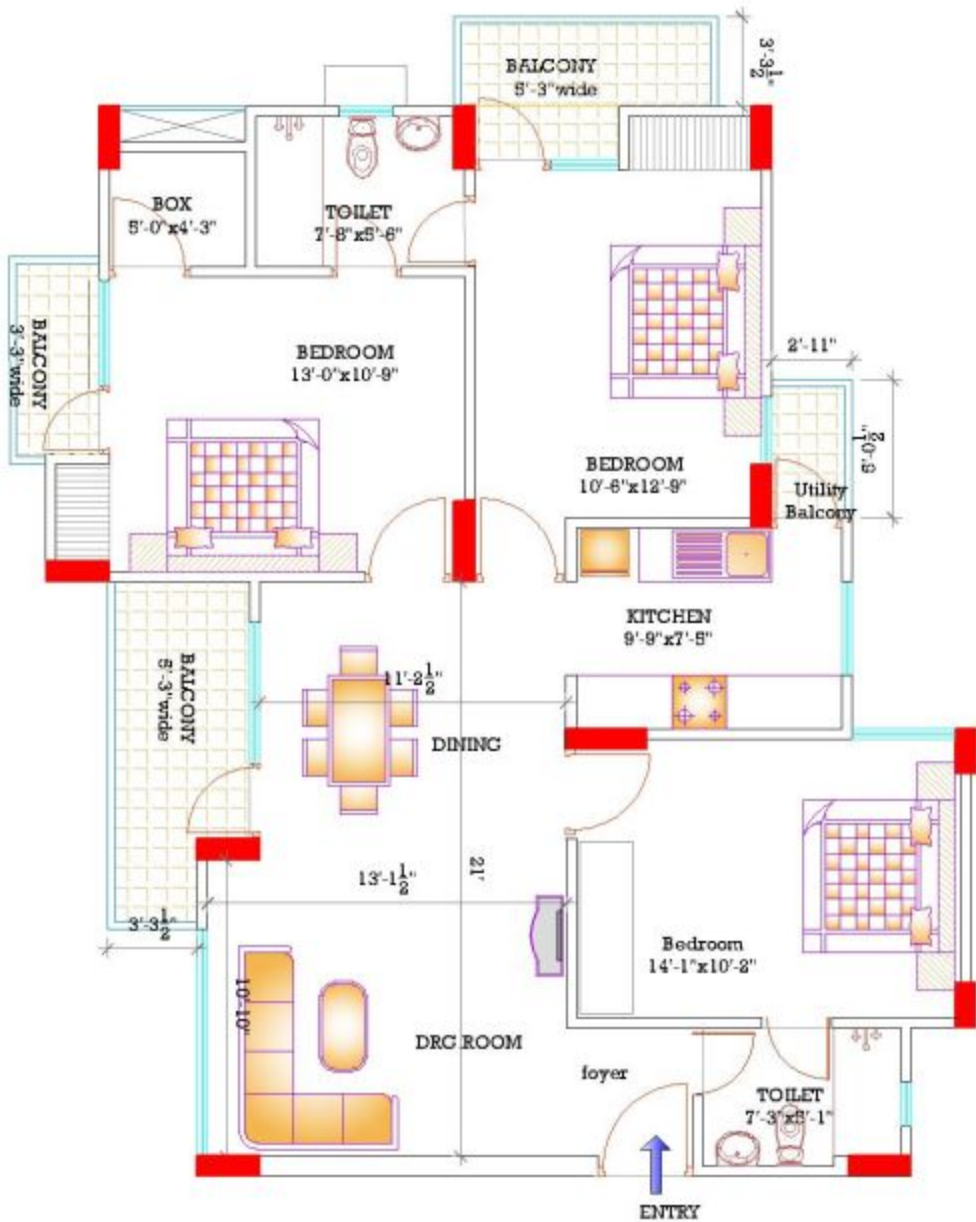 3'-3½"
BALCONY
5'-3"wide
BOX
5'-0"x4'-3"
TOILET
7'-8"x5'-6"
BALCONY
3'-3"wide
BEDROOM
13'-0"x10'-9"
2'-11"
BEDROOM
10'-6"x12'-9"
Utility
Balcony
KITCHEN
9'-9"x7'-5"
BALCONY
5'-3"wide
11'-2½"
DINING
21'
13'-1½"
3'-3½"
Bedroom
14'-1"x10'-2"
10'-10"
DRG ROOM
foyer
TOILET
7'-3"x5'-1"
ENTRY